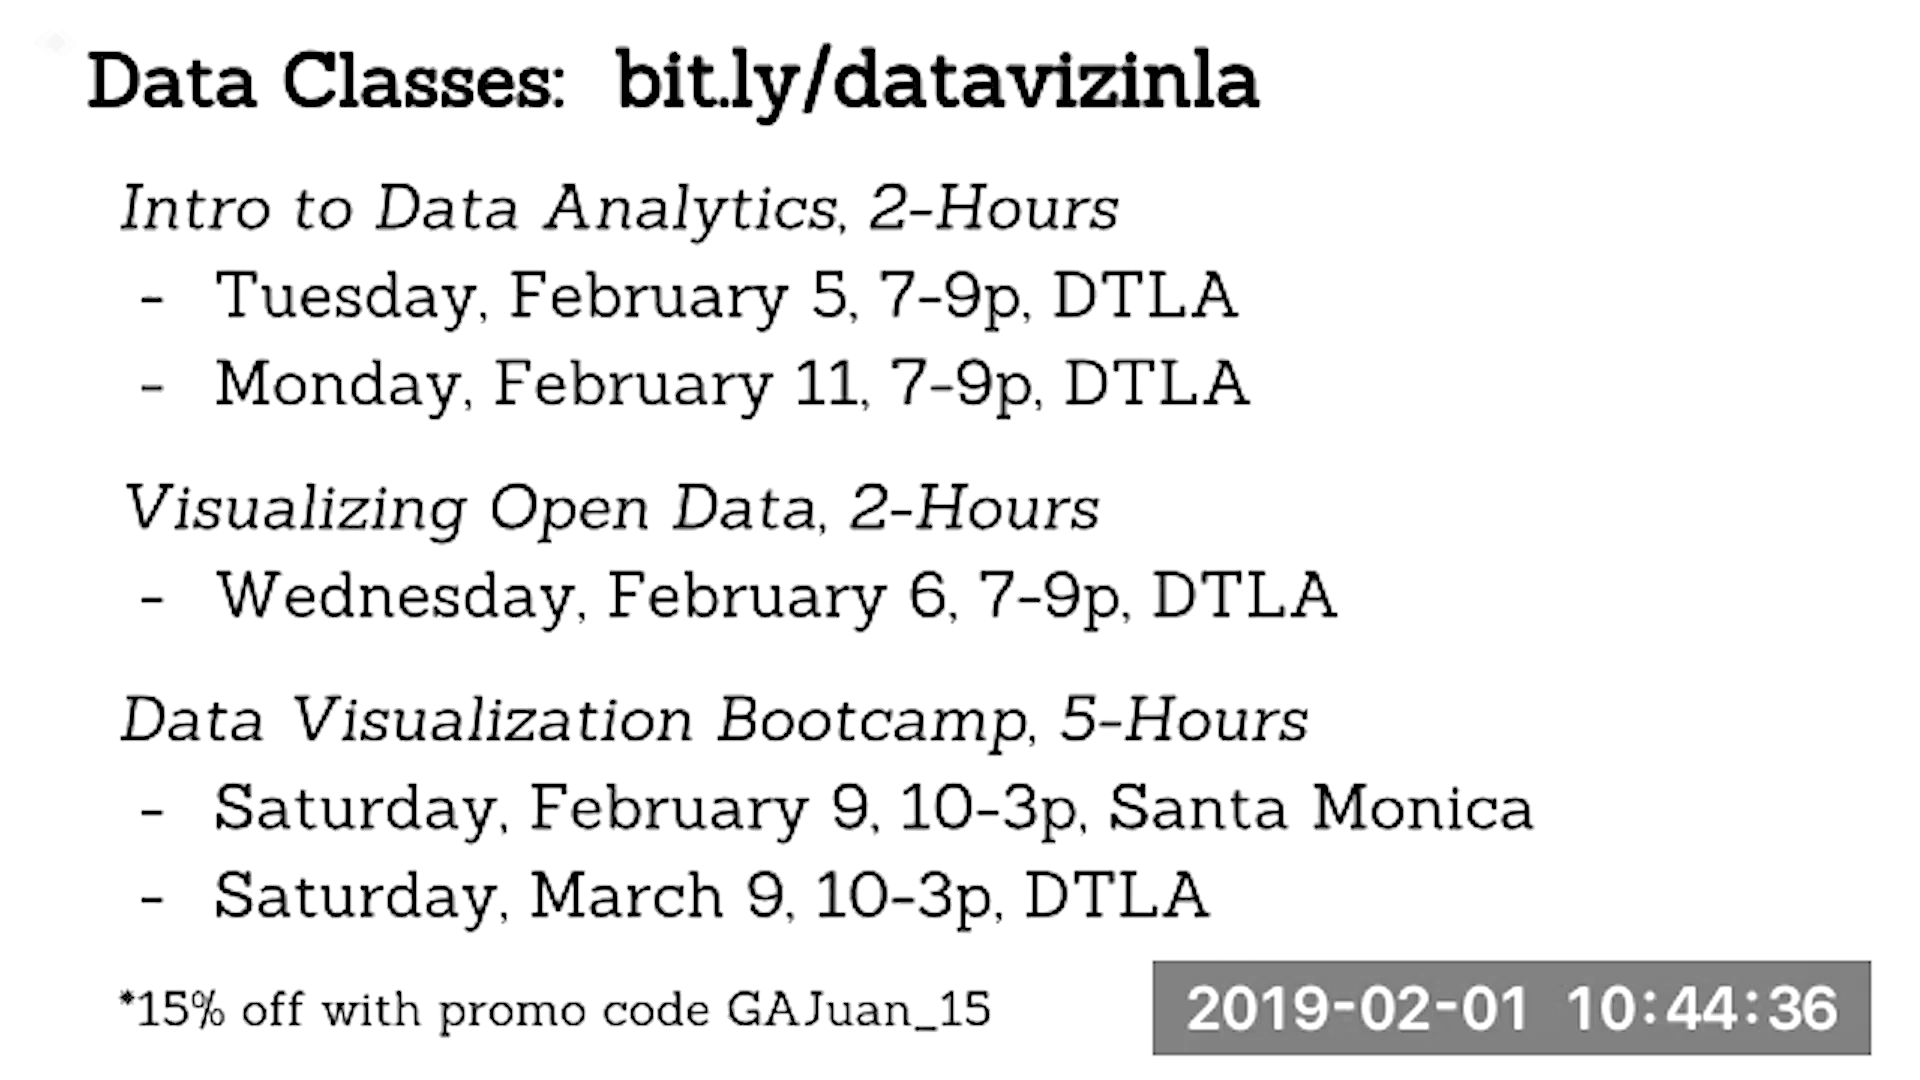 Data Classes: bit.ly/datavizinla
Intro to Data Analytics, 2-Hours
- Tuesday, February 5, 7-9p, DTLA
- Monday, February 11, 7-9p, DTLA
Visualizing Open Data, 2-Hours
- Wednesday, February 6, 7-9p, DTLA
Data Visualization Bootcamp, 5-Hours
- Saturday, February 9, 10-3p, Santa Monica
- Saturday, March 9, 10-3p, DTLA
*15% off with promo code GAJuan_15
2019-02-01 10:44:36